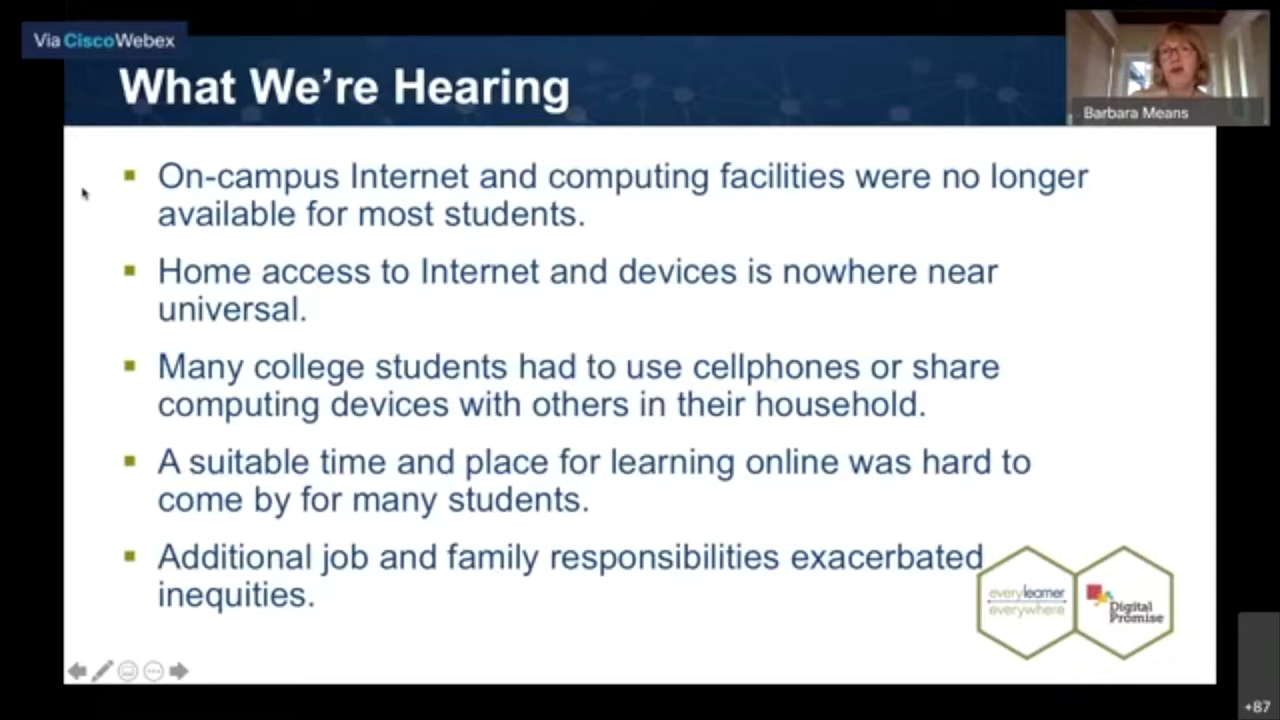 Via CiscoWebex
What We're Hearing
Barbara Means
▪ On-campus Internet and computing facilities were no longer
available for most students.
▪ Home access to Internet and devices is nowhere near
universal.
▪ Many college students had to use cellphones or share
computing devices with others in their household.
▪ A suitable time and place for learning online was hard to
come by for many students.
▪ Additional job and family responsibilities exacerbated
inequities.
everylearner
everywhere
Digital
Promise
+87